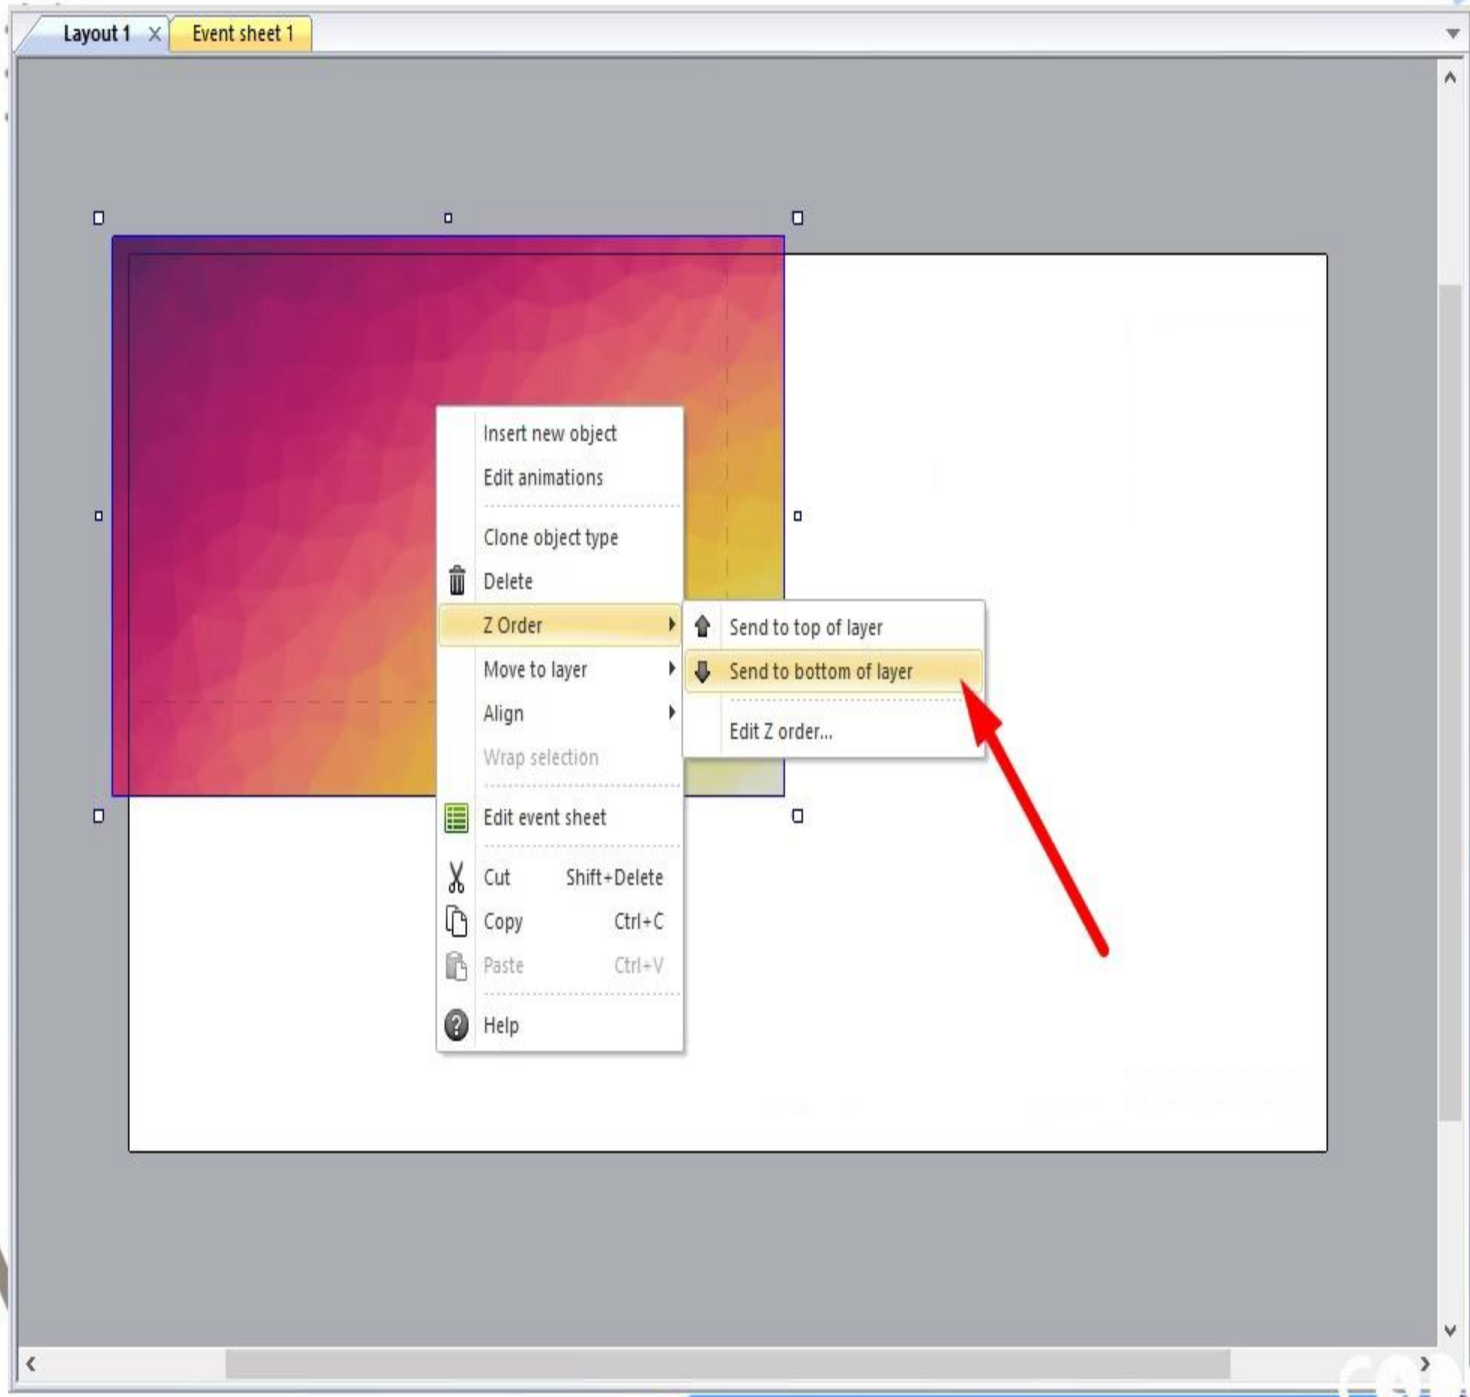 Layout 1
Event sheet 1
Insert new object
Edit animations
Clone object type
Delete
Z Order
Move to layer
Align
Wrap selection
Edit event sheet
Cut Shift+Delete
Copy Ctrl+C
Paste Ctrl+V
Help
Send to top of layer
Send to bottom of layer
Edit Z order...